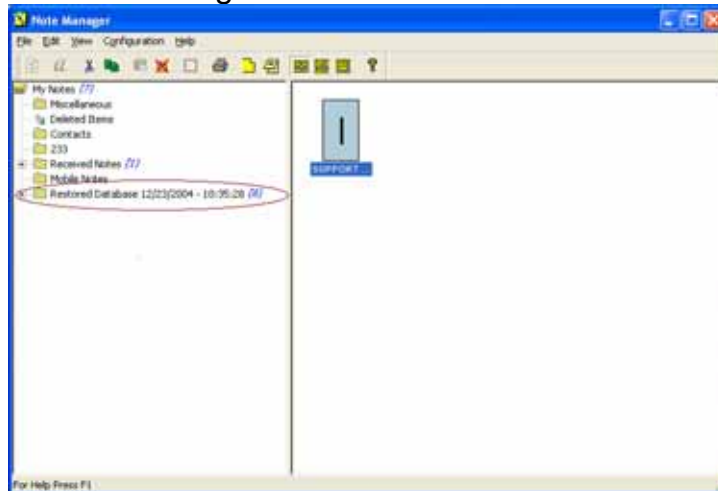 Note Manager
File Edit View Configuration Help
My Notes (7)
Miscellaneous
Deleted Items
Contacts
233
Received Notes (1)
Mobile Notes
Restored Database 12/23/2004 - 10:35:28
SUPPORT ...
For Help Press F1